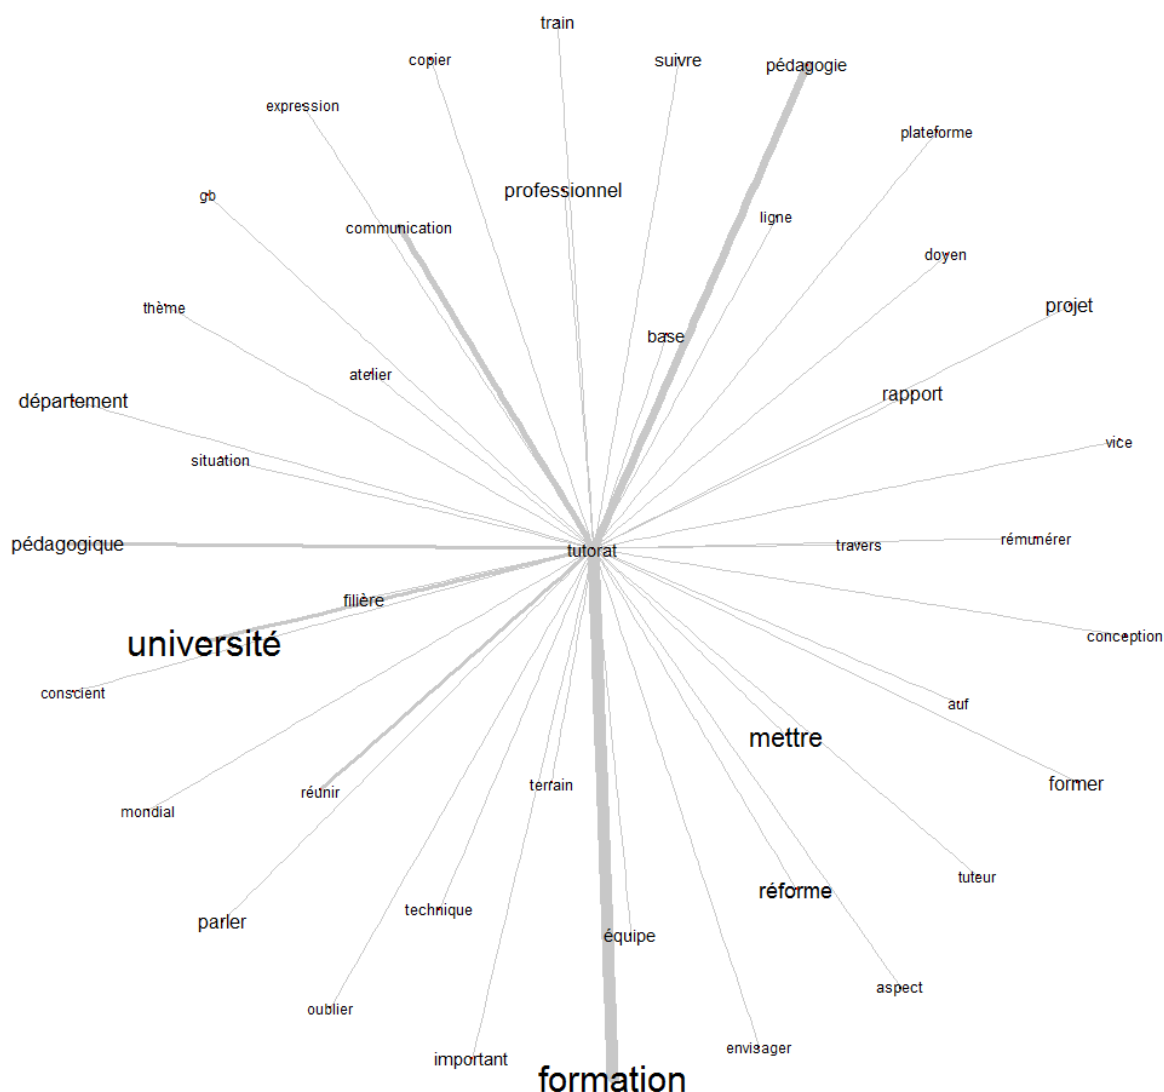 train
copier
suivre
pédagogie
expression
plateforme
professionnel
gb
ligne
communication
doyen
thème
projet
base
atelier
rapport
département
vice
situation
rémunérer
pédagogique
travers
tutorat
filière
université
conception
conscient
auf
mettre
former
terrain
réunir
mondial
tuteur
réforme
technique
parler
équipe
aspect
oublier
envisager
important
formation